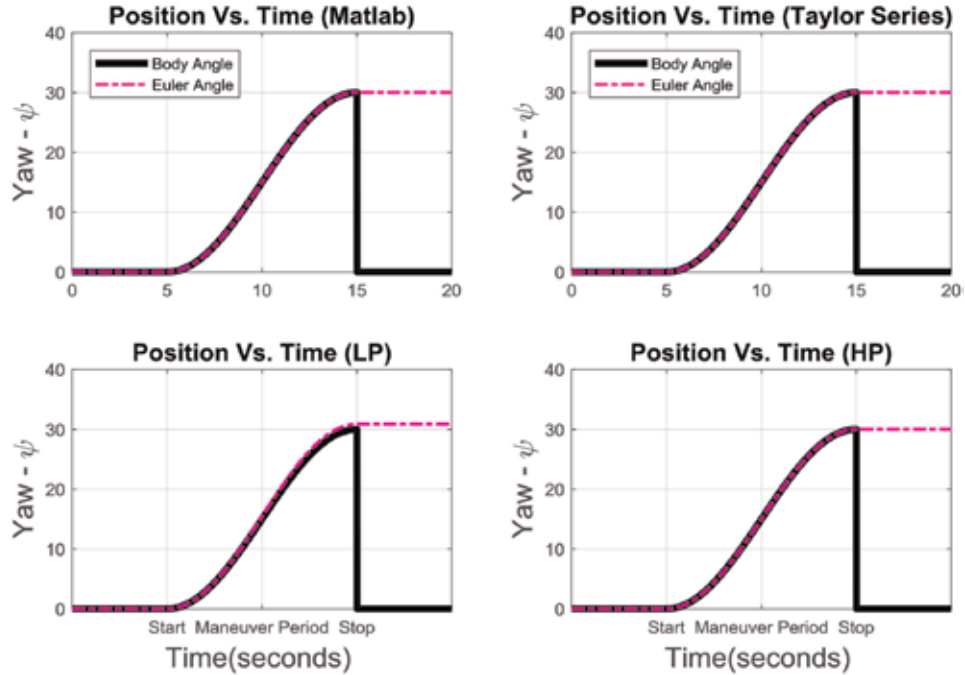 Position Vs. Time (Matlab)
40
30
20
10
0
Yaw - ψ
Body Angle
Euler Angle
0 5 10 15 20
Position Vs. Time (Taylor Series)
40
30
20
10
0
Yaw - ψ
Body Angle
Euler Angle
0 5 10 15 20
Position Vs. Time (LP)
40
30
20
10
0
Yaw - ψ
Start Maneuver Period Stop
Time(seconds)
Position Vs. Time (HP)
40
30
20
10
0
Yaw - ψ
Start Maneuver Period Stop
Time(seconds)